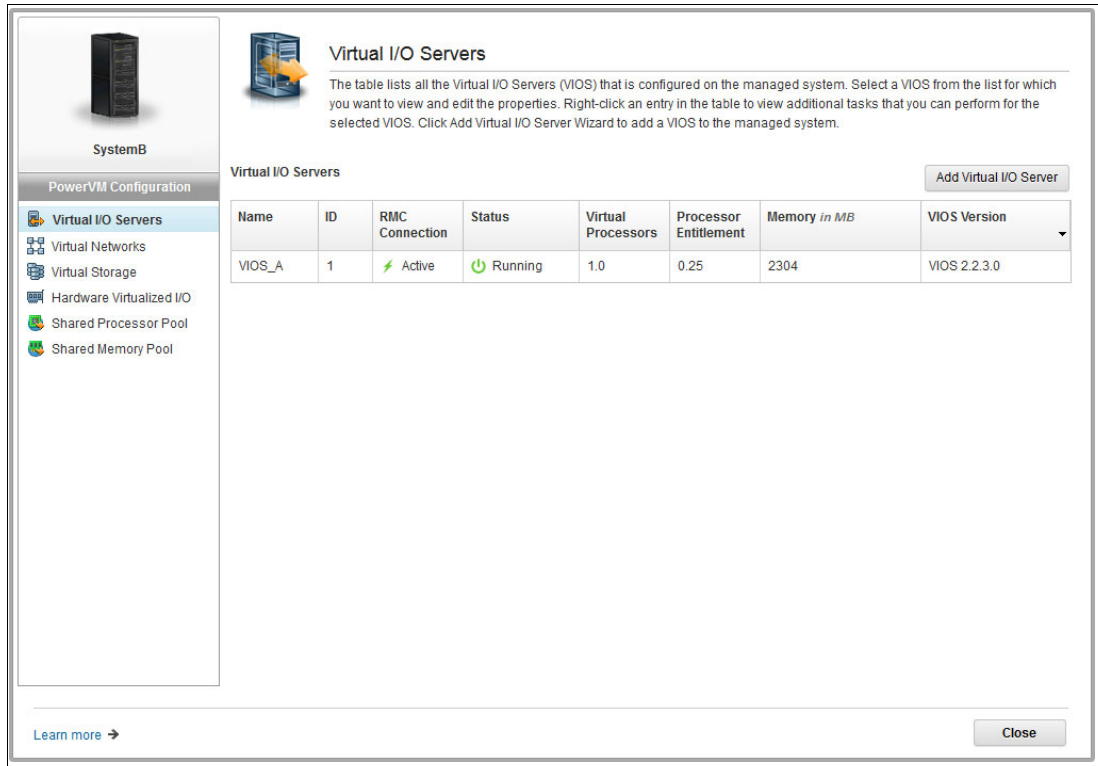 SystemB
PowerVM Configuration
Virtual I/O Servers
Virtual Networks
Virtual Storage
Hardware Virtualized I/O
Shared Processor Pool
Shared Memory Pool
Virtual I/O Servers
The table lists all the Virtual I/O Servers (VIOS) that is configured on the managed system. Select a VIOS from the list for which
you want to view and edit the properties. Right-click an entry in the table to view additional tasks that you can perform for the
selected VIOS. Click Add Virtual I/O Server Wizard to add a VIOS to the managed system.
Virtual I/O Servers
Add Virtual I/O Server
Name ID RMC Connection Status Virtual Processors Processor Entitlement Memory in MB VIOS Version
VIOS_A 1 Active Running 1.0 0.25 2304 VIOS 2.2.3.0
Learn more
Close